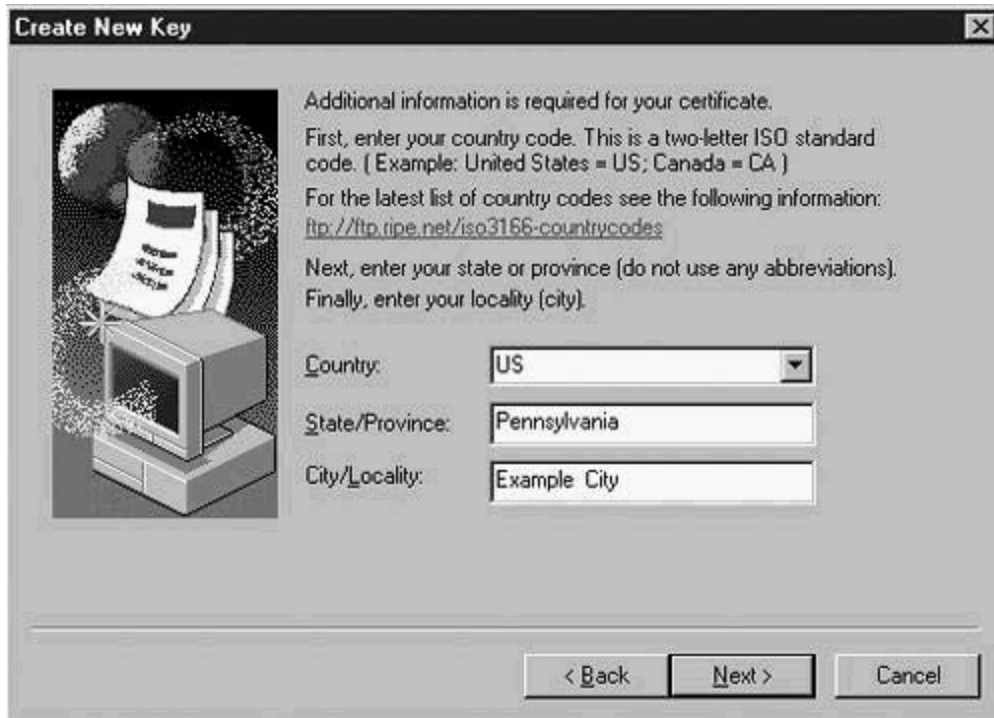 Create New Key
Additional information is required for your certificate.
First, enter your country code. This is a two-letter ISO standard
code. ( Example: United States = US; Canada = CA )
For the latest list of country codes see the following information:
ftp://ftp.ripe.net/iso3166-countrycodes
Next, enter your state or province (do not use any abbreviations).
Finally, enter your locality (city).
Country: US
State/Province: Pennsylvania
City/Locality: Example City
< Back Next > Cancel